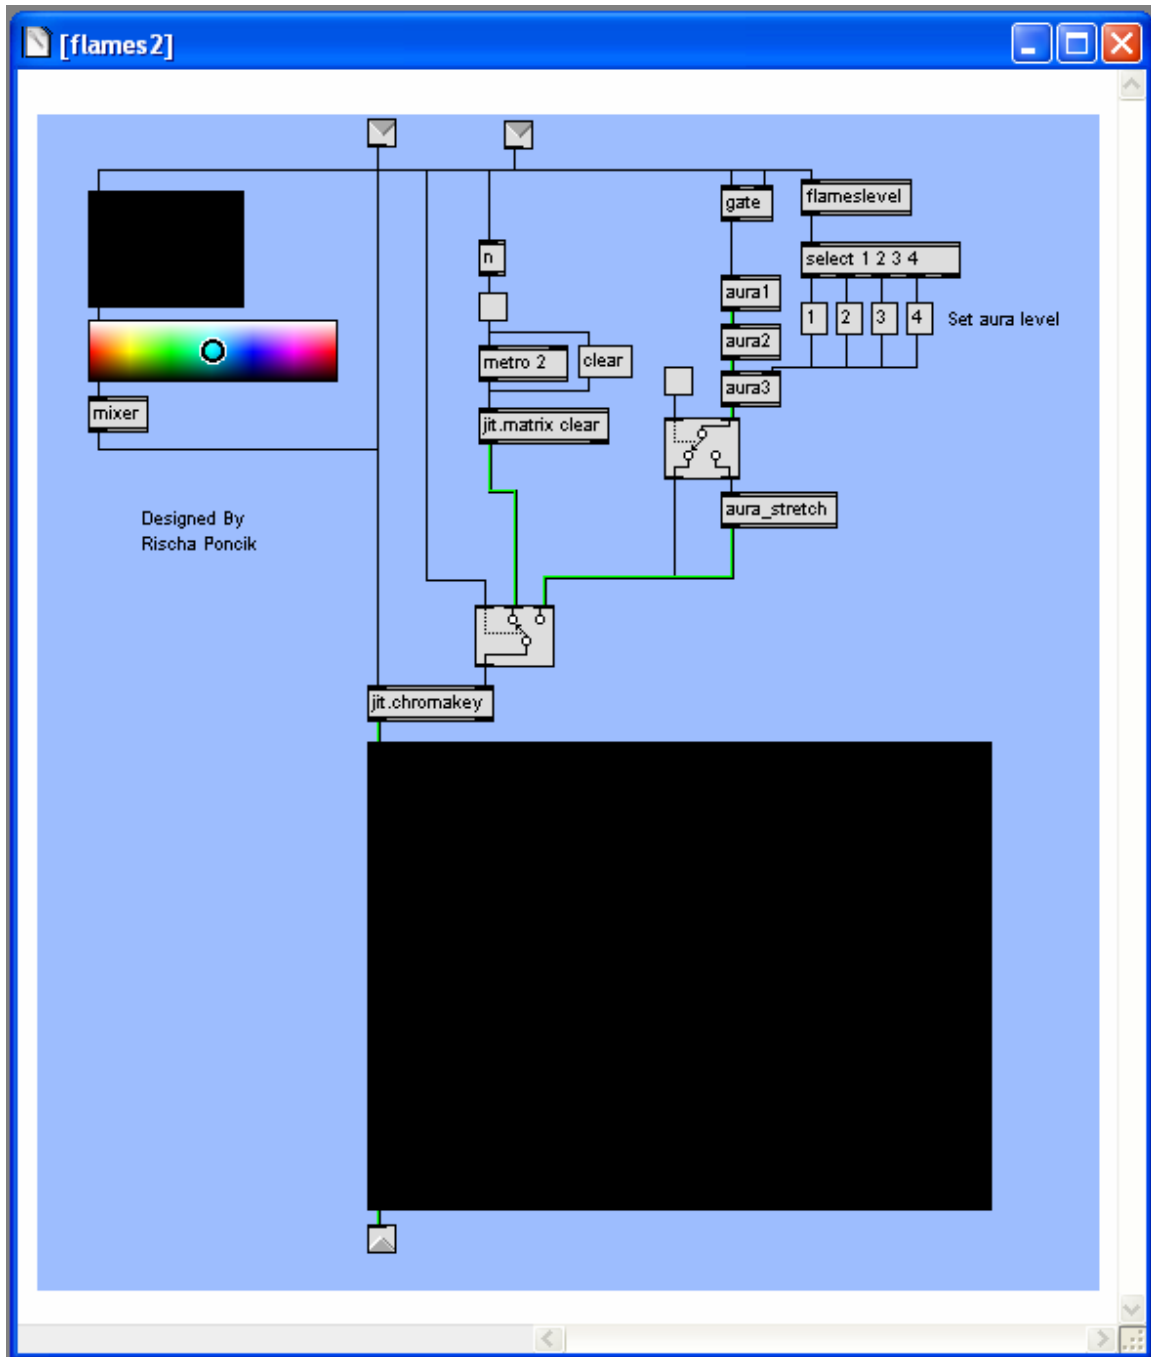 [flames2]
gate
flameslevel
n
select 1 2 3 4
aura1
1 2 3 4 Set aura level
aura2
metro 2
clear
aura3
mixer
jit.matrix clear
aura_stretch
Designed By
Rischa Poncik
jit.chromakey